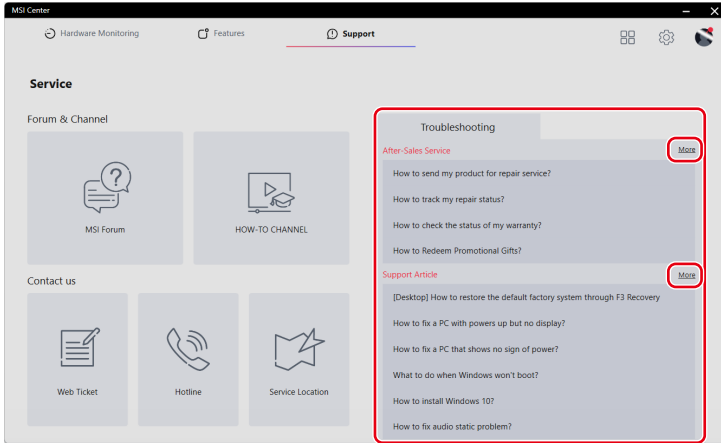 MSI Center
Hardware Monitoring
Features
Support
Service
Forum & Channel
MSI Forum
HOW-TO CHANNEL
Contact us
Web Ticket
Hotline
Service Location
Troubleshooting
After-Sales Service
More
How to send my product for repair service?
How to track my repair status?
How to check the status of my warranty?
How to Redeem Promotional Gifts?
Support Article
More
[Desktop] How to restore the default factory system through F3 Recovery
How to fix a PC with powers up but no display?
How to fix a PC that shows no sign of power?
What to do when Windows won't boot?
How to install Windows 10?
How to fix audio static problem?